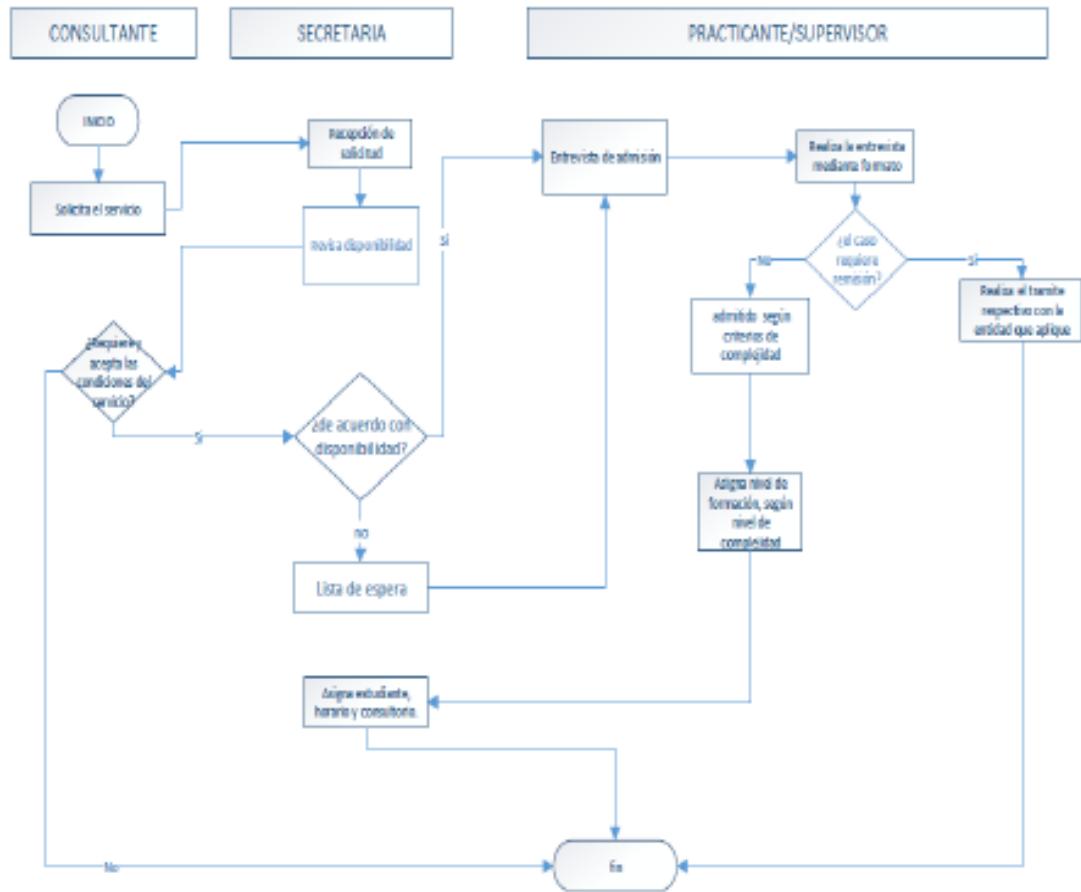 CONSULTANTE
SECRETARIA
PRACTICANTE/SUPERVISOR
INICIO
Solicita el servicio
Recepción de
solicitud
revisa disponibilidad
¿Requiere y
acepta las
condiciones del
servicio?
Sí
No
¿de acuerdo con
disponibilidad?
Sí
no
Lista de espera
Entrevista de admisión
Realiza la entrevista
mediante formato
¿el caso
requiere
remisión?
No
Sí
admitido según
criterios de
complejidad
Realiza el tramite
respectivo con la
entidad que aplique
Asigna nivel de
formación, según
nivel de
complejidad
Asigna estudiante,
horario y consultorio.
fin